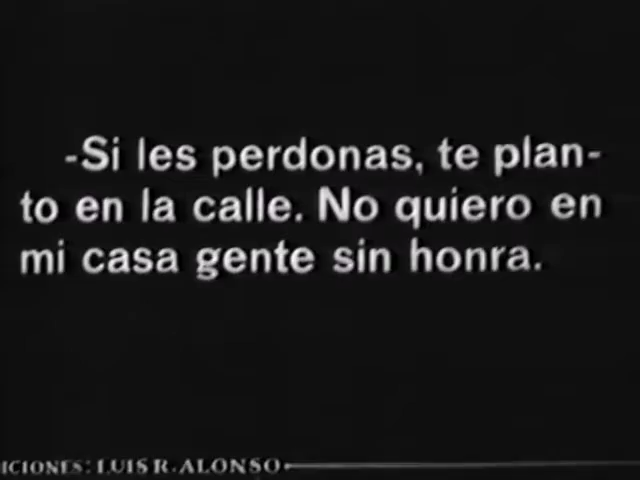 -Si les perdonas, te plan-
to en la calle. No quiero en
mi casa gente sin honra.
ICIONES: LUIS R. ALONSO